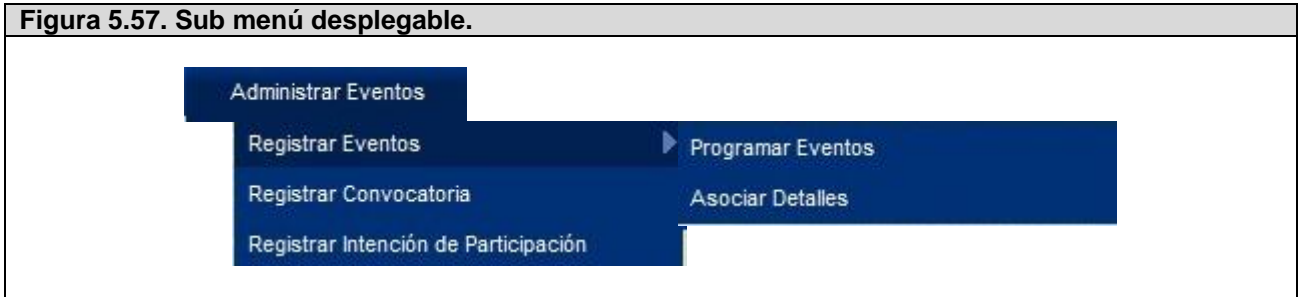 Figura 5.57. Sub menú desplegable.
Administrar Eventos
Registrar Eventos
Programar Eventos
Registrar Convocatoria
Asociar Detalles
Registrar Intención de Participación